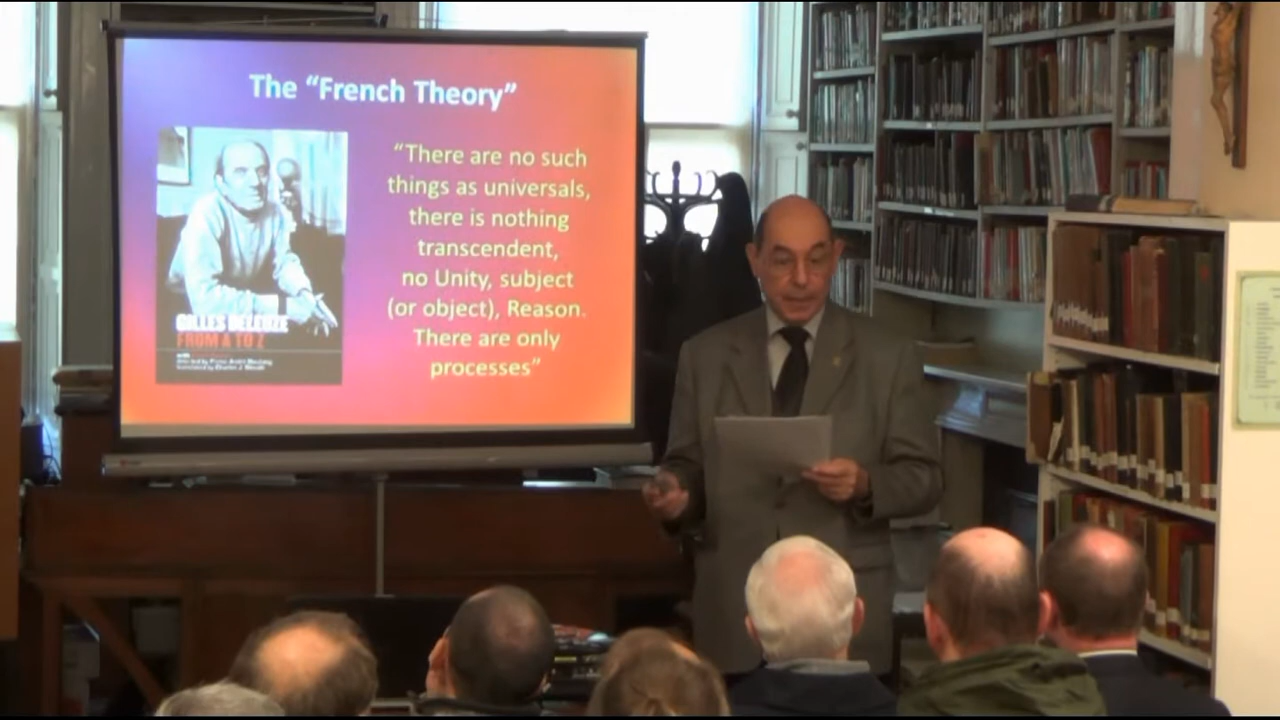 The “French Theory”
“There are no such
things as universals,
there is nothing
transcendent,
no Unity, subject
(or object), Reason.
There are only
processes”
GILLES DELEUZE
FROM A TO Z
with